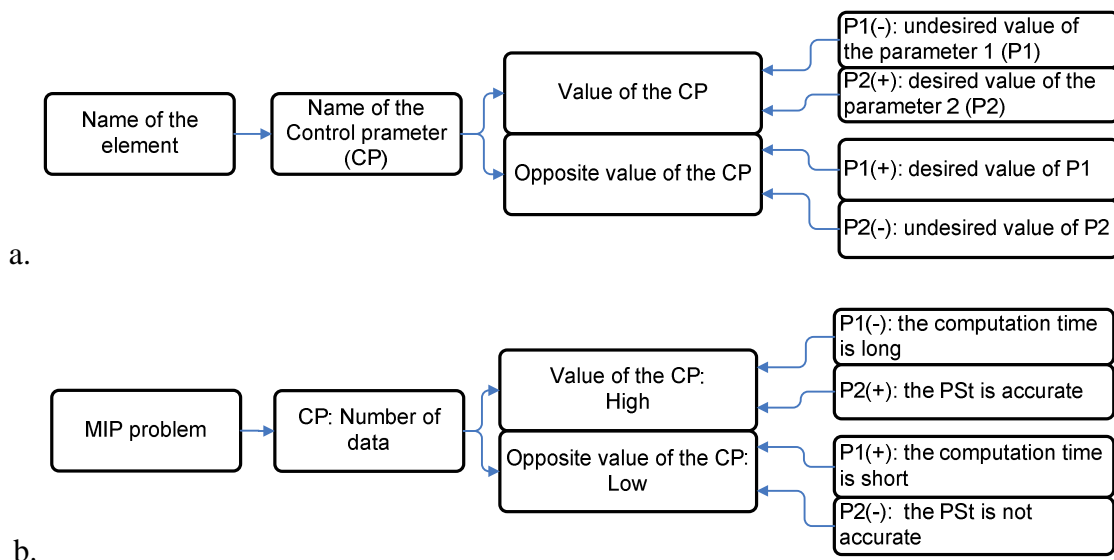 Name of the
element
Name of the
Control prameter
(CP)
Value of the CP
Opposite value of the CP
P1(-): undesired value of
the parameter 1 (P1)
P2(+): desired value of the
parameter 2 (P2)
P1(+): desired value of P1
P2(-): undesired value of P2
a.
MIP problem
CP: Number of
data
Value of the CP:
High
Opposite value of the CP:
Low
P1(-): the computation time
is long
P2(+): the PSt is accurate
P1(+): the computation time
is short
P2(-): the PSt is not
accurate
b.